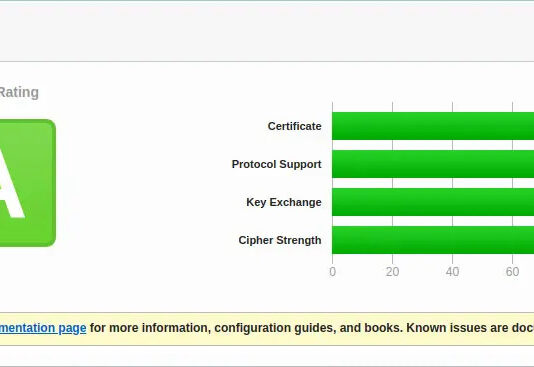 Rating
A
Certificate
Protocol Support
Key Exchange
Cipher Strength
0 20 40 60
mentation page for more information, configuration guides, and books. Known issues are doc